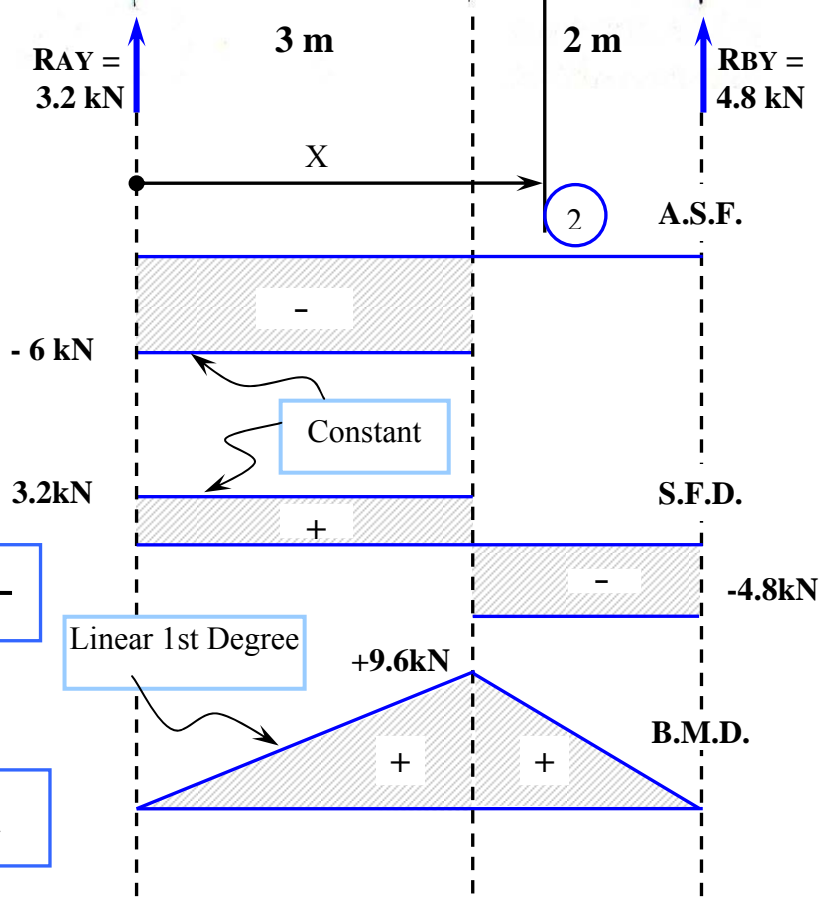 3 m
2 m
RAY =
3.2 kN
RBY =
4.8 kN
X
2
A.S.F.
-
- 6 kN
Constant
3.2kN
S.F.D.
+
-
-4.8kN
Linear 1st Degree
+9.6kN
B.M.D.
+
+